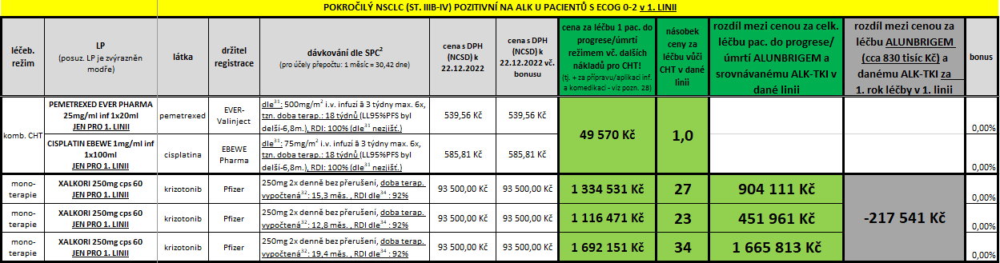 POKROČILÝ NSCLC (ST. IIIB-IV) POZITIVNÍ NA ALK U PACIENTŮ S ECOG 0-2 v 1. LINII
léčeb. režim
LP
(posuz. LP je zvýrazněn modře)
látka
držitel registrace
dávkování dle SPC²
(pro účely přepočtu: 1 měsíc = 30,42 dne)
cena s DPH (NCSD) k 22.12.2022
cena s DPH (NCSD) k 22.12.2022 vč. bonusu
cena za léčbu 1 pac. do progrese/úmrtí režimem vč. dalších nákladů pro CHT!
(tj. + za přípravu/aplikaci inf. a komedikaci - viz pozn. 28)
násobek ceny za léčbu vůči CHT v dané linii
rozdíl mezi cenou za celk. léčbu pac. do progrese/úmrtí ALUNBRIGEM a srovnávaném ALK-TKI v dané linii
rozdíl mezi cenou za léčbu ALUNBRIGEM (cca 830 tisíc Kč) a danému ALK-TKI za 1. rok léčby v 1. linii
bonus
komb. CHT
PEMETREXED EVER PHARMA 25mg/ml inf 1x20ml
JEN PRO 1. LINII
pemetrexed
EVER-Valinject
dle³¹: 500mg/m² i.v. infuzí à 3 týdny max. 6x, tzn. doba terap.: 18 týdnů (LL95%PFS byl delší-6,8m.), RDI: 100% (dle³¹ nezjišť.)
539,56 Kč
539,56 Kč
49 570 Kč
1,0
0,00%
CISPLATIN EBEWE 1mg/ml inf 1x100ml
JEN PRO 1. LINII
cisplatina
EBEWE Pharma
dle³¹: 75mg/m² i.v. infuzí à 3 týdny max. 6x, tzn. doba terap.: 18 týdnů (LL95%PFS byl delší-6,8m.), RDI: 100% (dle³¹ nezjišť.)
585,81 Kč
585,81 Kč
0,00%
mono-terapie
XALKORI 250mg cps 60
JEN PRO 1. LINII
krizotonib
Pfizer
250mg 2x denně bez přerušení, doba terap. vypočtená³²: 15,3 měs. , RDI dle³⁴ : 92%
93 500,00 Kč
93 500,00 Kč
1 334 531 Kč
27
904 111 Kč
-217 541 Kč
0,00%
mono-terapie
XALKORI 250mg cps 60
JEN PRO 1. LINII
krizotonib
Pfizer
250mg 2x denně bez přerušení, doba terap. vypočtená³²: 12,8 měs. , RDI dle³⁴ : 92%
93 500,00 Kč
93 500,00 Kč
1 116 471 Kč
23
451 961 Kč
0,00%
mono-terapie
XALKORI 250mg cps 60
JEN PRO 1. LINII
krizotonib
Pfizer
250mg 2x denně bez přerušení, doba terap. vypočtená³²: 19,4 měs. , RDI dle³⁴ : 92%
93 500,00 Kč
93 500,00 Kč
1 692 151 Kč
34
1 665 813 Kč
0,00%